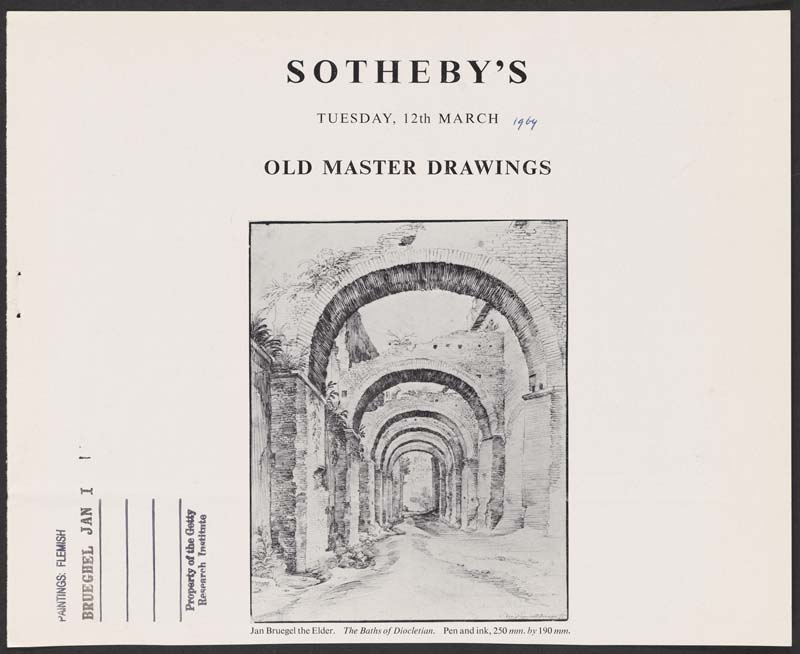 SOTHEBY'S
TUESDAY, 12th MARCH 1969
OLD MASTER DRAWINGS
Jan Bruegel the Elder. The Baths of Diocletian. Pen and ink, 250 mm. by 190 mm.
PAINTINGS: FLEMISH
BRUEGHEL JAN I
Property of the Getty
Research Institute